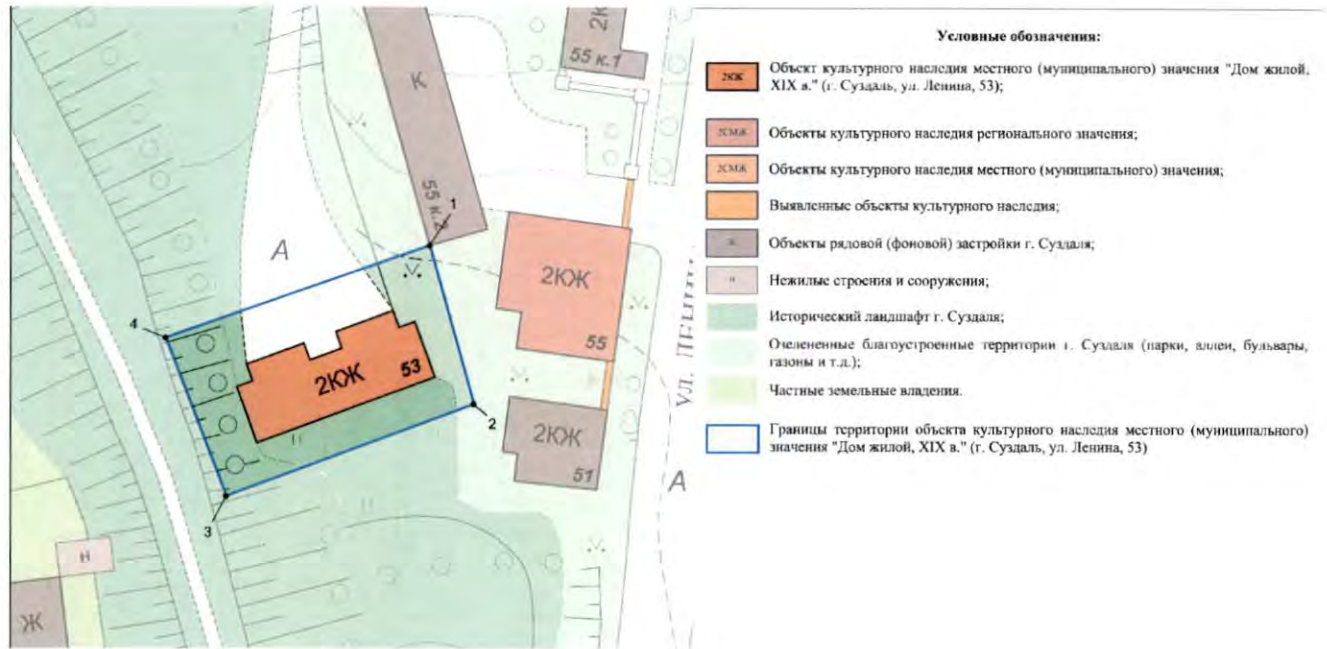 2К
55 к.1
К
55 к.2
1
А
4
2КЖ
55
2КЖ
53
2
2КЖ
51
А
3
Н
Ж
УЛ.
Условные обозначения:
2КЖ
Объект культурного наследия местного (муниципального) значения "Дом жилой,
XIX в." (г. Суздаль, ул. Ленина, 53);
2СМЖ
Объекты культурного наследия регионального значения;
2СМЖ
Объекты культурного наследия местного (муниципального) значения;
Выявленные объекты культурного наследия;
Ж
Объекты рядовой (фоновой) застройки г. Суздаля;
Н
Нежилые строения и сооружения;
Исторический ландшафт г. Суздаля;
Озелененные благоустроенные территории г. Суздаля (парки, аллеи, бульвары,
газоны и т.д.);
Частные земельные владения.
Границы территории объекта культурного наследия местного (муниципального)
значения "Дом жилой, XIX в." (г. Суздаль, ул. Ленина, 53)